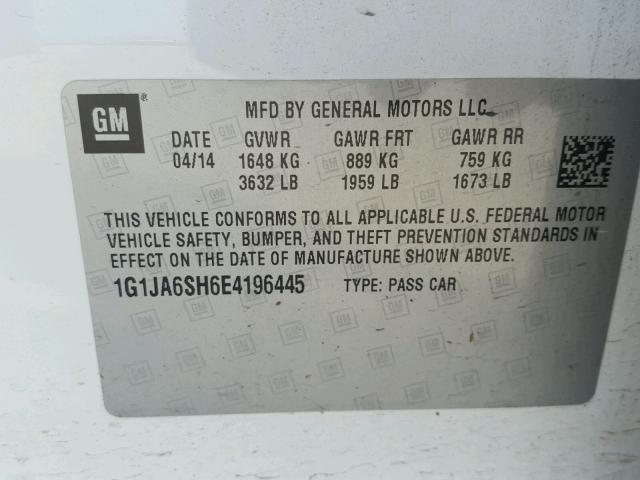 GM ® MFD BY GENERAL MOTORS LLC
DATE GVWR GAWR FRT GAWR RR
04/14 1648 KG 889 KG 759 KG
3632 LB 1959 LB 1673 LB
THIS VEHICLE CONFORMS TO ALL APPLICABLE U.S. FEDERAL MOTOR
VEHICLE SAFETY, BUMPER, AND THEFT PREVENTION STANDARDS IN
EFFECT ON THE DATE OF MANUFACTURE SHOWN ABOVE.
1G1JA6SH6E4196445 TYPE: PASS CAR